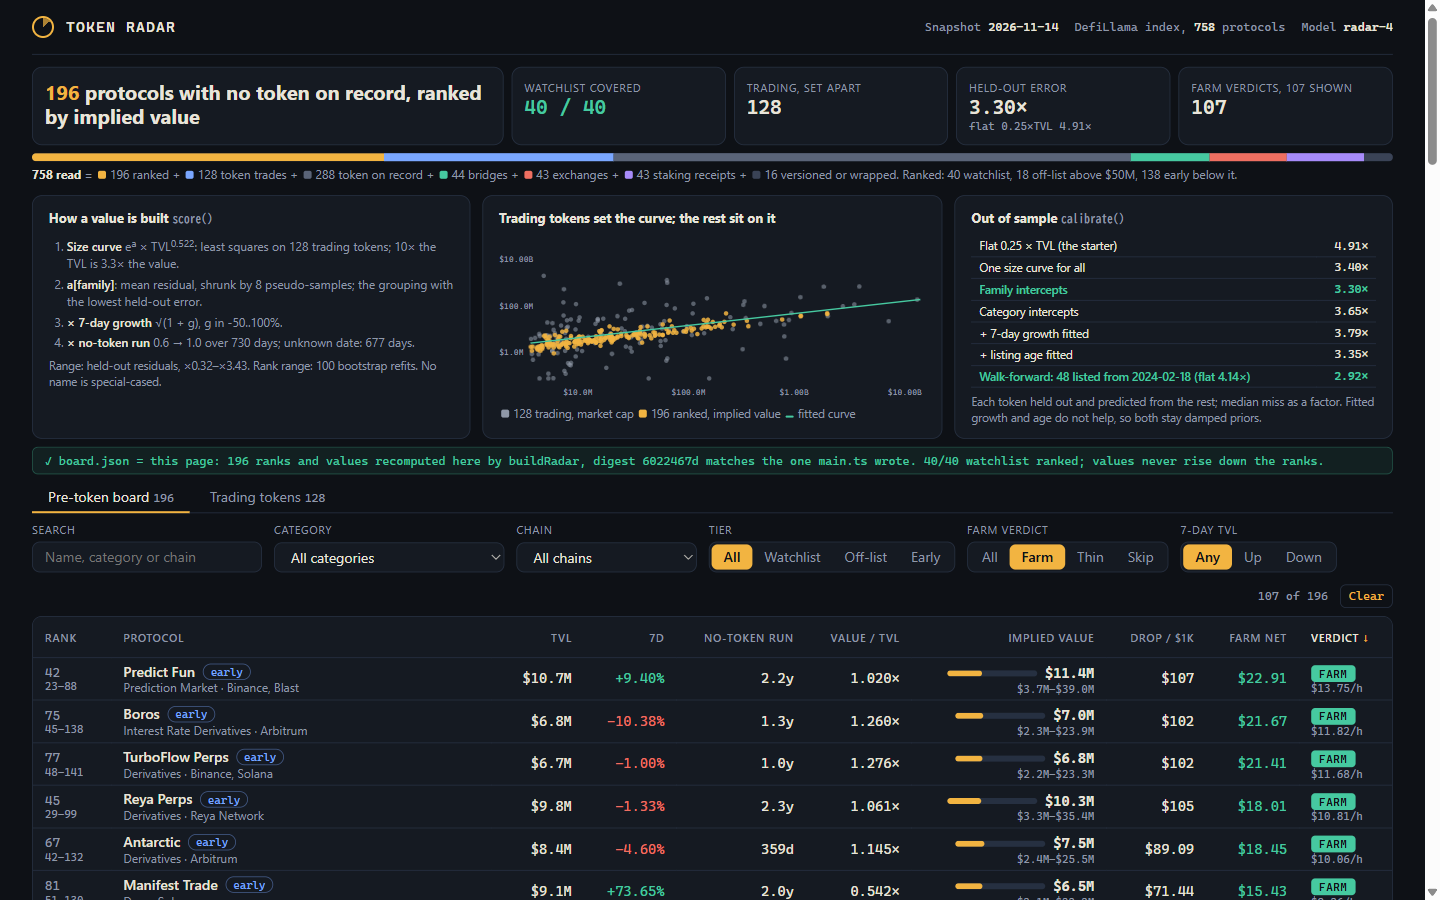 TOKEN RADAR
Snapshot 2026-11-14 DefiLlama index, 758 protocols Model radar-4
196 protocols with no token on record, ranked
by implied value
WATCHLIST COVERED
40 / 40
TRADING, SET APART
128
HELD-OUT ERROR
3.30×
flat 0.25×TVL 4.91×
FARM VERDICTS, 107 SHOWN
107
758 read = 196 ranked + 128 token trades + 288 token on record + 44 bridges + 43 exchanges + 43 staking receipts + 16 versioned or wrapped. Ranked: 40 watchlist, 18 off-list above $50M, 138 early below it.
How a value is built score()
1. Size curve eᵃ × TVL⁰·⁵²²; least squares on 128 trading tokens; 10× the
TVL is 3.3× the value.
2. a[family]: mean residual, shrunk by 8 pseudo-samples; the grouping with
the lowest held-out error.
3. × 7-day growth √(1 + g), g in -50..100%.
4. × no-token run 0.6 → 1.0 over 730 days; unknown date: 677 days.
Range: held-out residuals, ×0.32–×3.43. Rank range: 100 bootstrap refits. No
name is special-cased.
Trading tokens set the curve; the rest sit on it
$10.00B
$100.0M
$1.0M
$10.0M $100.0M $1.00B $10.00B
128 trading, market cap 196 ranked, implied value fitted curve
Out of sample calibrate()
Flat 0.25 × TVL (the starter) 4.91×
One size curve for all 3.40×
Family intercepts 3.30×
Category intercepts 3.65×
+ 7-day growth fitted 3.79×
+ listing age fitted 3.35×
Walk-forward: 48 listed from 2024-02-18 (flat 4.14×) 2.92×
Each token held out and predicted from the rest; median miss as a factor. Fitted
growth and age do not help, so both stay damped priors.
✓ board.json = this page: 196 ranks and values recomputed here by buildRadar, digest 6022467d matches the one main.ts wrote. 40/40 watchlist ranked; values never rise down the ranks.
Pre-token board 196 Trading tokens 128
SEARCH CATEGORY CHAIN TIER FARM VERDICT 7-DAY TVL
Name, category or chain All categories All chains All Watchlist Off-list Early All Farm Thin Skip Any Up Down
107 of 196 Clear
RANK PROTOCOL TVL 7D NO-TOKEN RUN VALUE / TVL IMPLIED VALUE DROP / $1K FARM NET VERDICT ↓
42 Predict Fun early $10.7M +9.40% 2.2y 1.020× $11.4M $107 $22.91 FARM
23–88 Prediction Market · Binance, Blast $3.7M–$39.0M $13.75/h
75 Boros early $6.8M −10.38% 1.3y 1.260× $7.0M $102 $21.67 FARM
45–138 Interest Rate Derivatives · Arbitrum $2.3M–$23.9M $11.82/h
77 TurboFlow Perps early $6.7M −1.00% 1.0y 1.276× $6.8M $102 $21.41 FARM
48–141 Derivatives · Binance, Solana $2.2M–$23.3M $11.68/h
45 Reya Perps early $9.8M −1.33% 2.3y 1.061× $10.3M $105 $18.01 FARM
29–99 Derivatives · Reya Network $3.3M–$35.4M $10.81/h
67 Antarctic early $8.4M −4.60% 359d 1.145× $7.5M $89.09 $18.45 FARM
42–132 Derivatives · Arbitrum $2.4M–$25.5M $10.06/h
81 Manifest Trade early $9.1M +73.65% 2.0y 0.542× $6.5M $71.44 $15.43 FARM